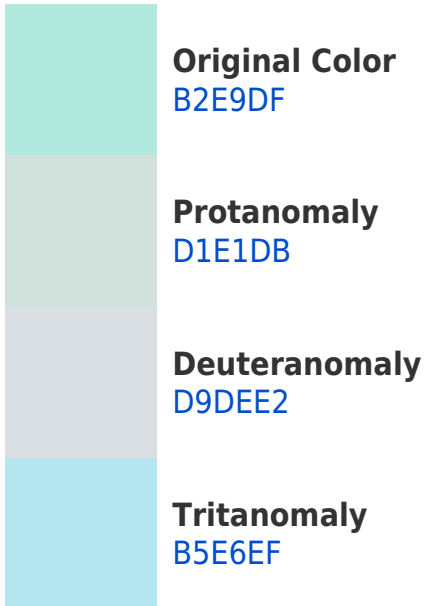 Original Color
B2E9DF
Protanomaly
D1E1DB
Deuteranomaly
D9DEE2
Tritanomaly
B5E6EF